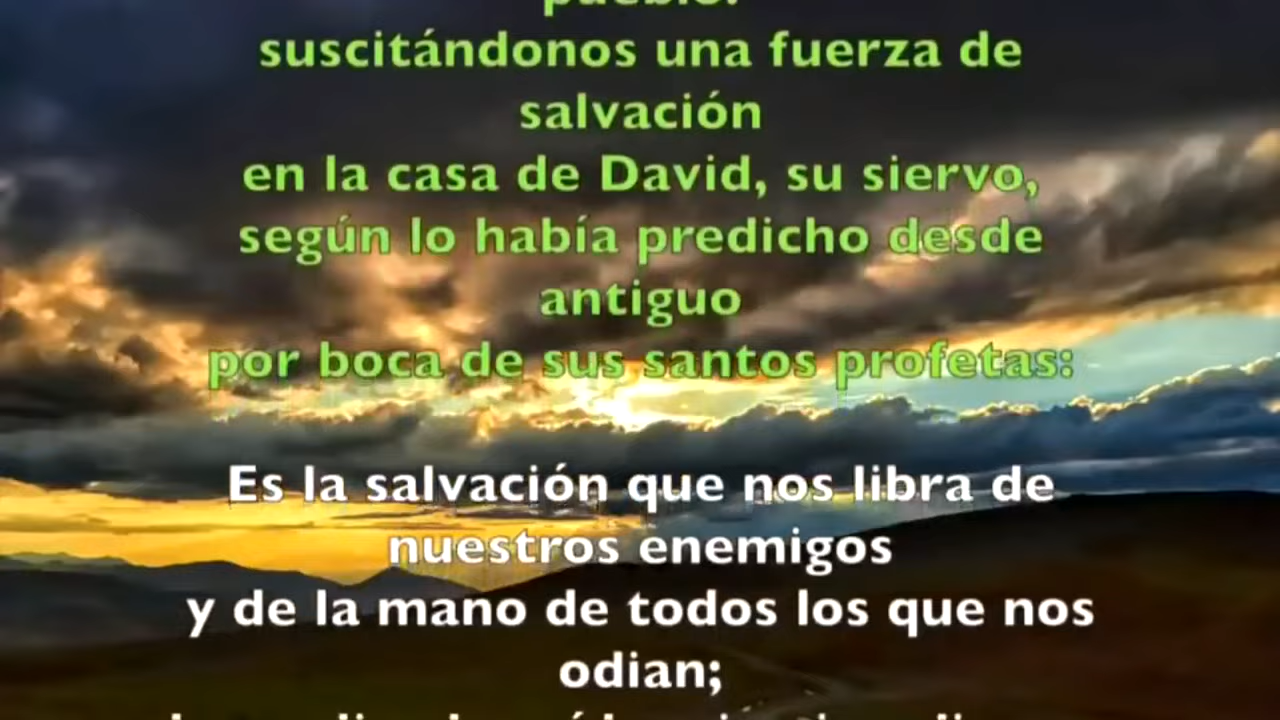 pueblo.
suscitándonos una fuerza de
salvación
en la casa de David, su siervo,
según lo había predicho desde
antiguo
por boca de sus santos profetas:
Es la salvación que nos libra de
nuestros enemigos
y de la mano de todos los que nos
odian;